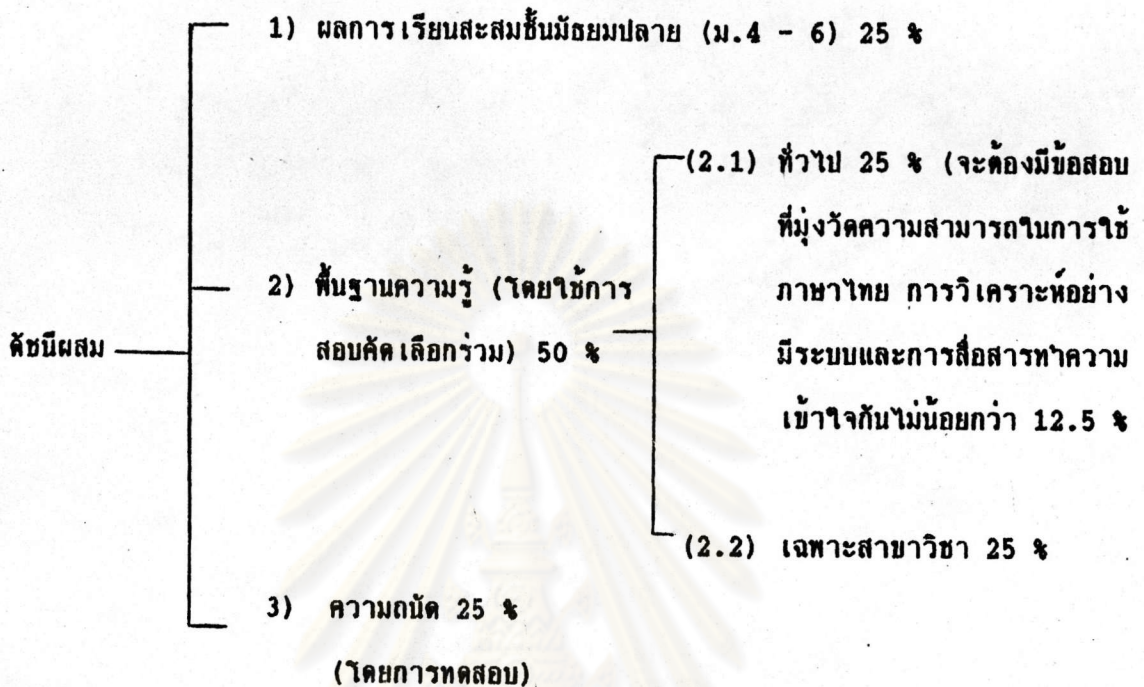 1) ผลการเรียนสะสมชั้นมัธยมปลาย (ม.4 - 6) 25 %
(2.1) ทั่วไป 25 % (จะต้องมีข้อสอบ
ที่มุ่งวัดความสามารถในการใช้
2) พื้นฐานความรู้ (โดยใช้การ
ภาษาไทย การวิเคราะห์อย่าง
ดัชนีผสม
สอบคัดเลือกร่วม) 50 %
มีระบบและการสื่อสารทำความ
เข้าใจกันไม่น้อยกว่า 12.5 %
(2.2) เฉพาะสาขาวิชา 25 %
3) ความถนัด 25 %
(โดยการทดสอบ)